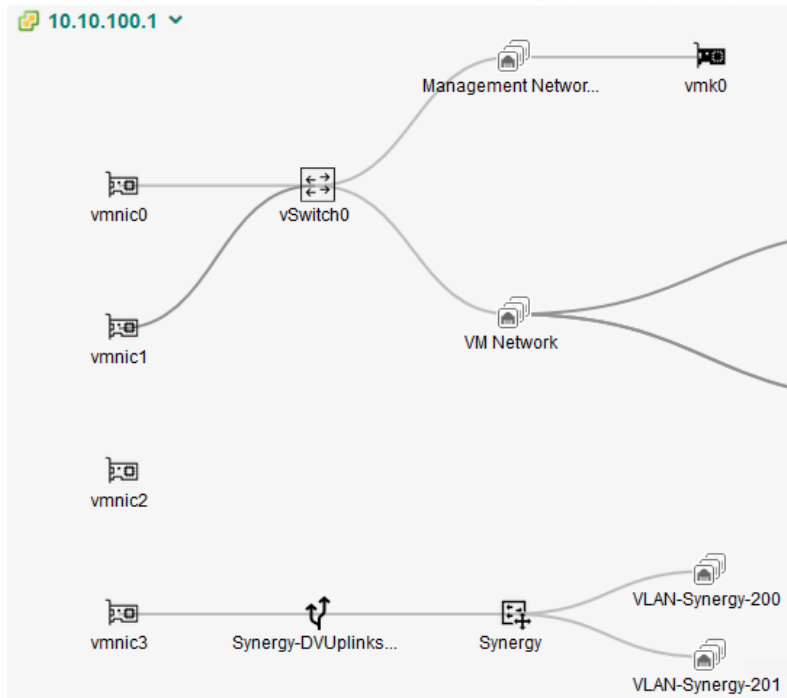 10.10.100.1
Management Networ...
vmk0
vmnic0
vSwitch0
vmnic1
VM Network
vmnic2
VLAN-Synergy-200
vmnic3
Synergy-DVUplinks...
Synergy
VLAN-Synergy-201